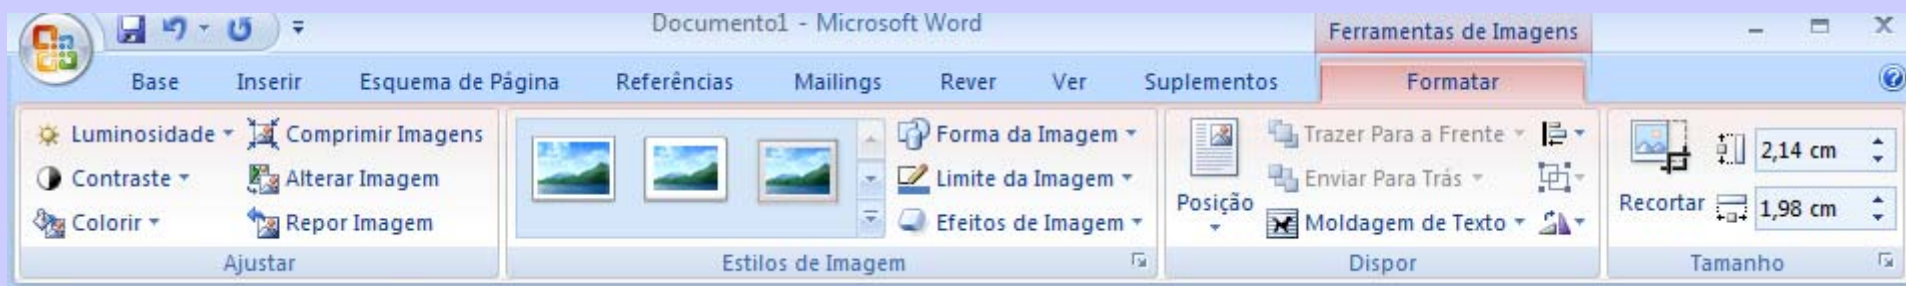 Documento1 - Microsoft Word
Ferramentas de Imagens
Base Inserir Esquema de Página Referências Mailings Rever Ver Suplementos Formatar
Luminosidade Comprimir Imagens
Contraste Alterar Imagem
Colorir Repor Imagem
Ajustar
Forma da Imagem
Limite da Imagem
Efeitos de Imagem
Estilos de Imagem
Posição
Trazer Para a Frente
Enviar Para Trás
Moldagem de Texto
Dispor
Recortar
2,14 cm
1,98 cm
Tamanho